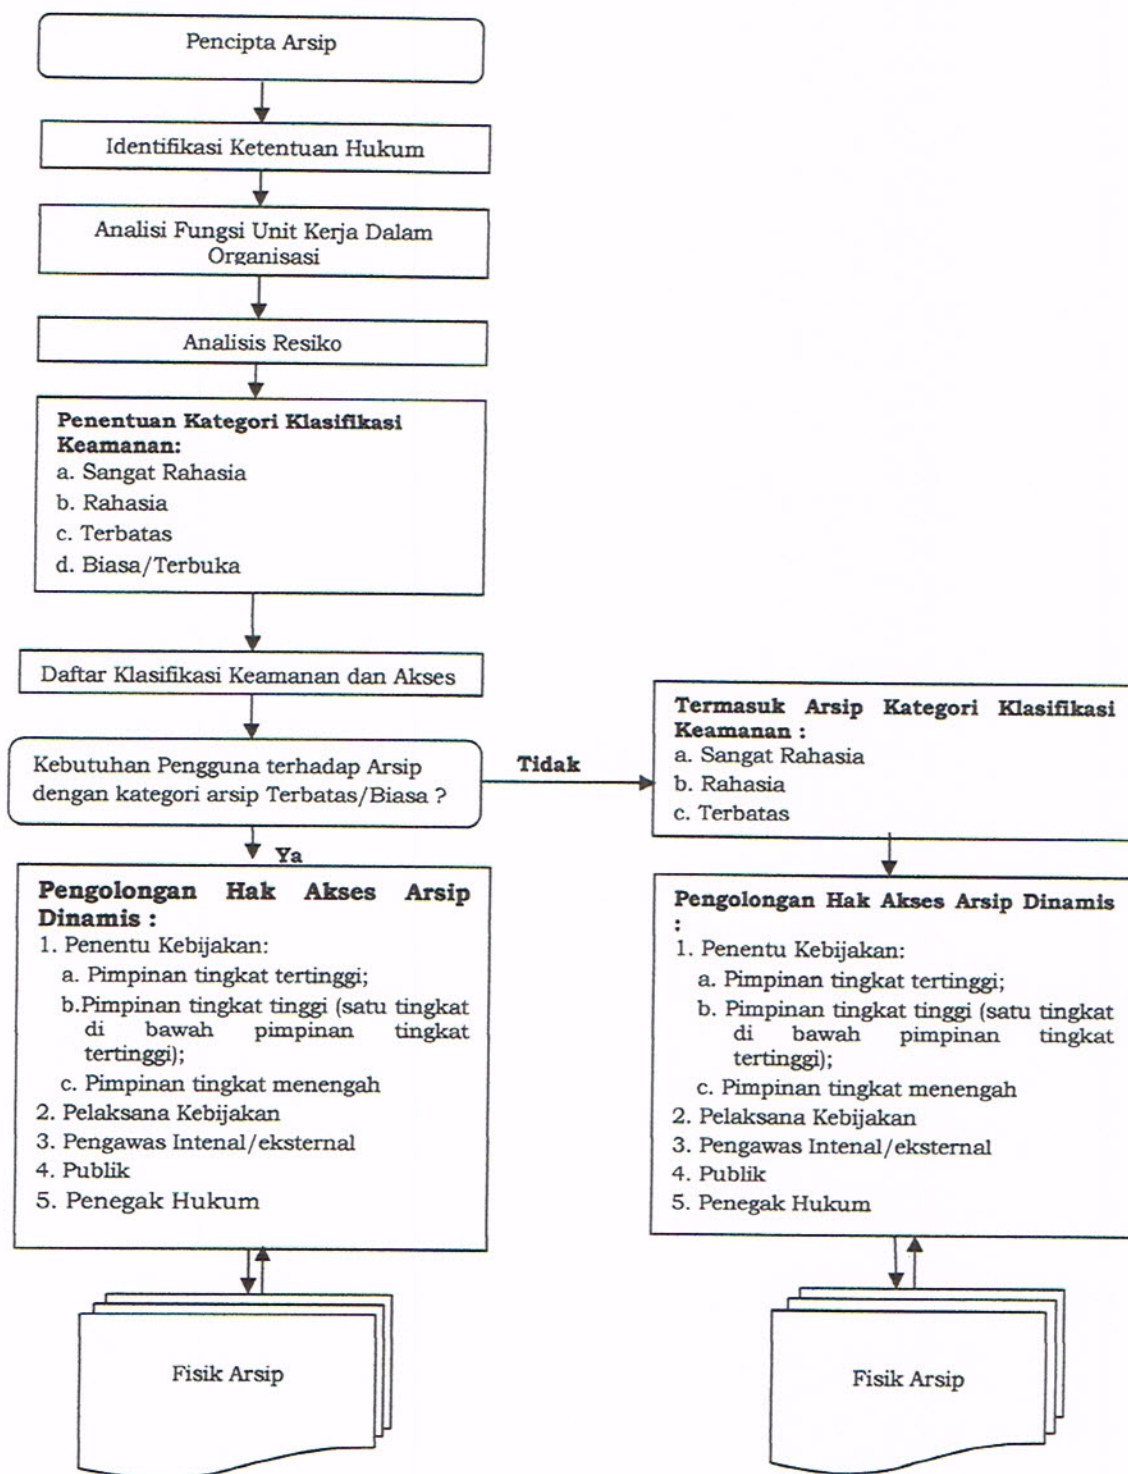 Pencipta Arsip
Identifikasi Ketentuan Hukum
Analisi Fungsi Unit Kerja Dalam
Organisasi
Analisis Resiko
Penentuan Kategori Klasifikasi
Keamanan:
a. Sangat Rahasia
b. Rahasia
c. Terbatas
d. Biasa/Terbuka
Daftar Klasifikasi Keamanan dan Akses
Kebutuhan Pengguna terhadap Arsip
dengan kategori arsip Terbatas/Biasa ?
Tidak
Termasuk Arsip Kategori Klasifikasi
Keamanan :
a. Sangat Rahasia
b. Rahasia
c. Terbatas
Ya
Pengolongan Hak Akses Arsip
Dinamis :
1. Penentu Kebijakan:
a. Pimpinan tingkat tertinggi;
b.Pimpinan tingkat tinggi (satu tingkat
di bawah pimpinan tingkat
tertinggi);
c. Pimpinan tingkat menengah
2. Pelaksana Kebijakan
3. Pengawas Intenal/eksternal
4. Publik
5. Penegak Hukum
Pengolongan Hak Akses Arsip Dinamis
:
1. Penentu Kebijakan:
a. Pimpinan tingkat tertinggi;
b. Pimpinan tingkat tinggi (satu tingkat
di bawah pimpinan tingkat
tertinggi);
c. Pimpinan tingkat menengah
2. Pelaksana Kebijakan
3. Pengawas Intenal/eksternal
4. Publik
5. Penegak Hukum
Fisik Arsip
Fisik Arsip